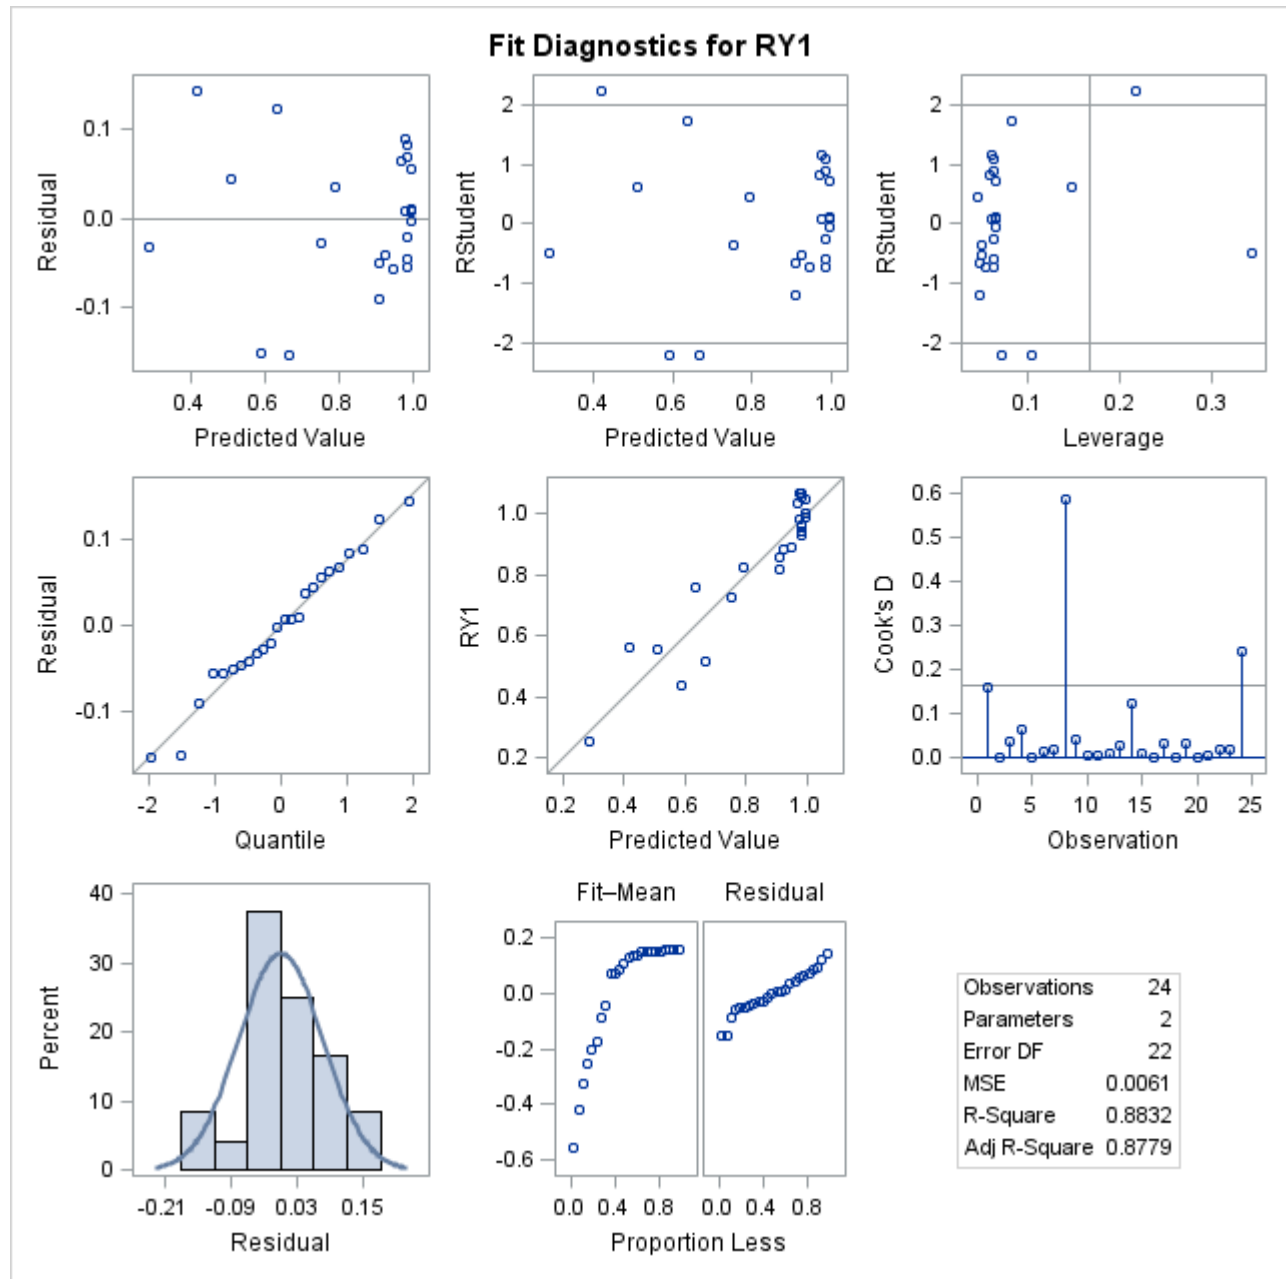 Fit Diagnostics for RY1
Residual
0.1
0.0
-0.1
0.4 0.6 0.8 1.0
Predicted Value
RStudent
2
1
0
-1
-2
0.4 0.6 0.8 1.0
Predicted Value
RStudent
2
1
0
-1
-2
0.1 0.2 0.3
Leverage
Residual
0.1
0.0
-0.1
-2 -1 0 1 2
Quantile
RY1
1.0
0.8
0.6
0.4
0.2
0.2 0.4 0.6 0.8 1.0
Predicted Value
Cook's D
0.6
0.5
0.4
0.3
0.2
0.1
0.0
0 5 10 15 20 25
Observation
Percent
40
30
20
10
0
-0.21 -0.09 0.03 0.15
Residual
Fit–Mean Residual
0.2
0.0
-0.2
-0.4
-0.6
0.0 0.4 0.8 0.0 0.4 0.8
Proportion Less
Observations 24
Parameters 2
Error DF 22
MSE 0.0061
R-Square 0.8832
Adj R-Square 0.8779